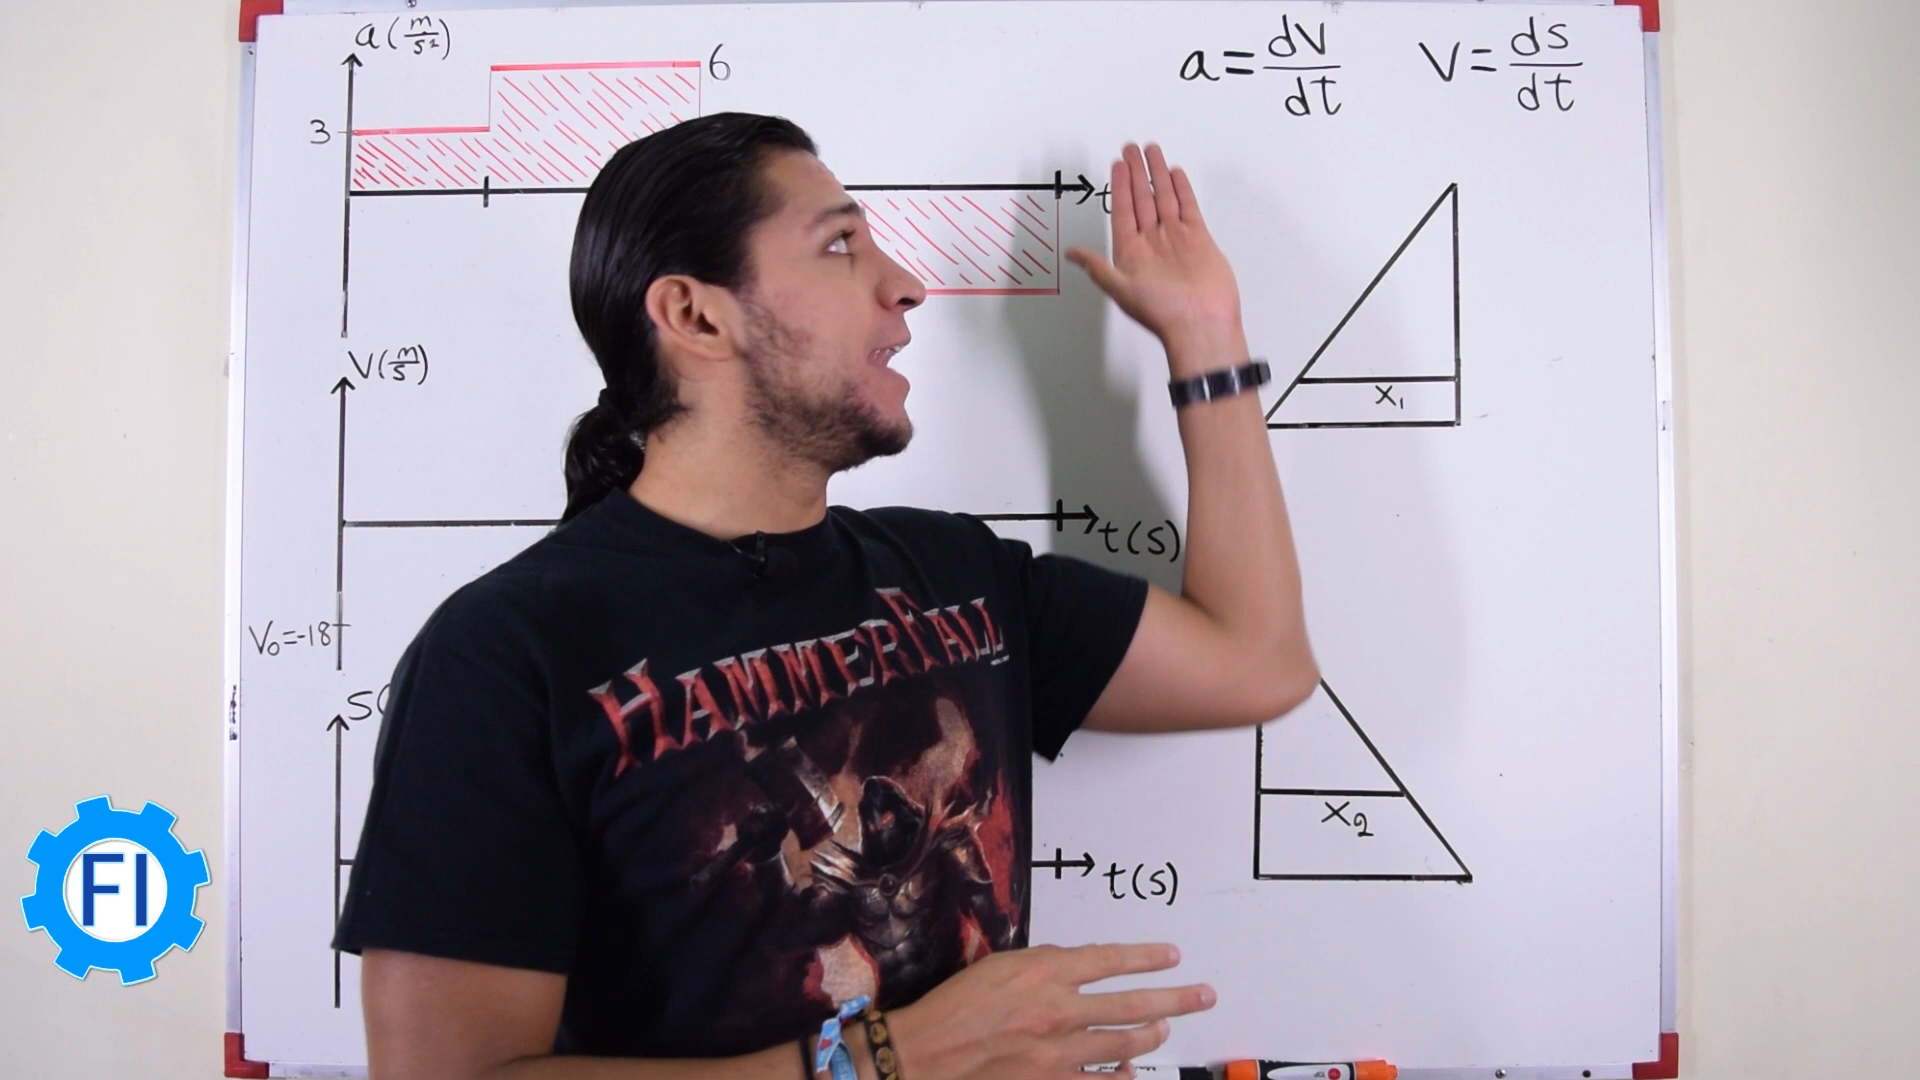 a(m/s²)
6
3
t
a=dv/dt
V=ds/dt
V(m/s)
t(s)
V₀=-18
S(
t(s)
X₁
X₂
HAMMERFALL
FI